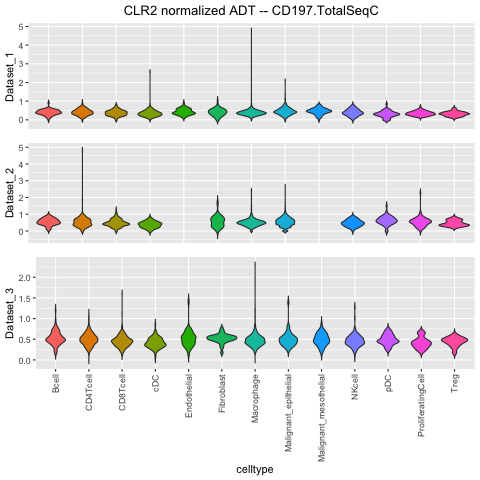 CLR2 normalized ADT -- CD197.TotalSeqC
Dataset_1
5
4
3
2
1
0
Dataset_2
5
4
3
2
1
0
Dataset_3
2.0
1.5
1.0
0.5
0.0
Bcell
CD4Tcell
CD8Tcell
cDC
Endothelial
Fibroblast
Macrophage
Malignant_epithelial
Malignant_mesothelial
NKcell
pDC
ProliferatingCell
Treg
celltype